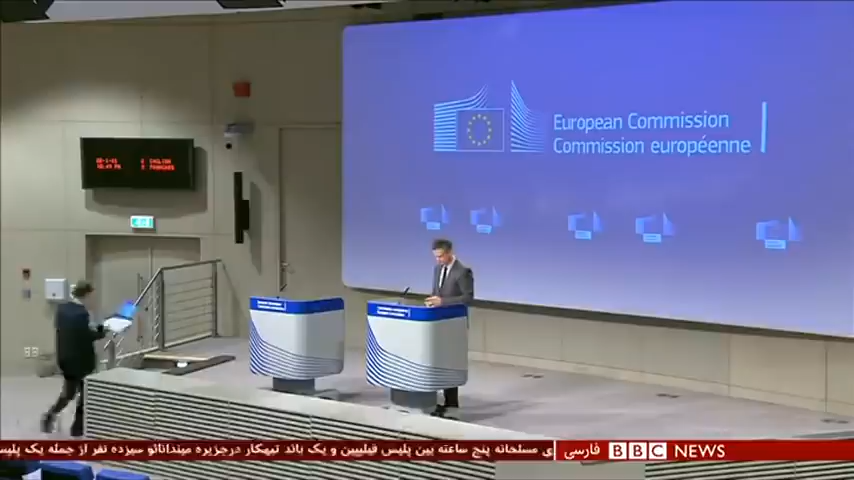 European Commission
Commission européenne
ENGLISH
ی مسلحانه پنج ساعته بین پلیس فیلیپین و یک باند تبهکار درجزیره میندانائو سیزده نفر از جمله یک پلیس
فارسی BBC NEWS